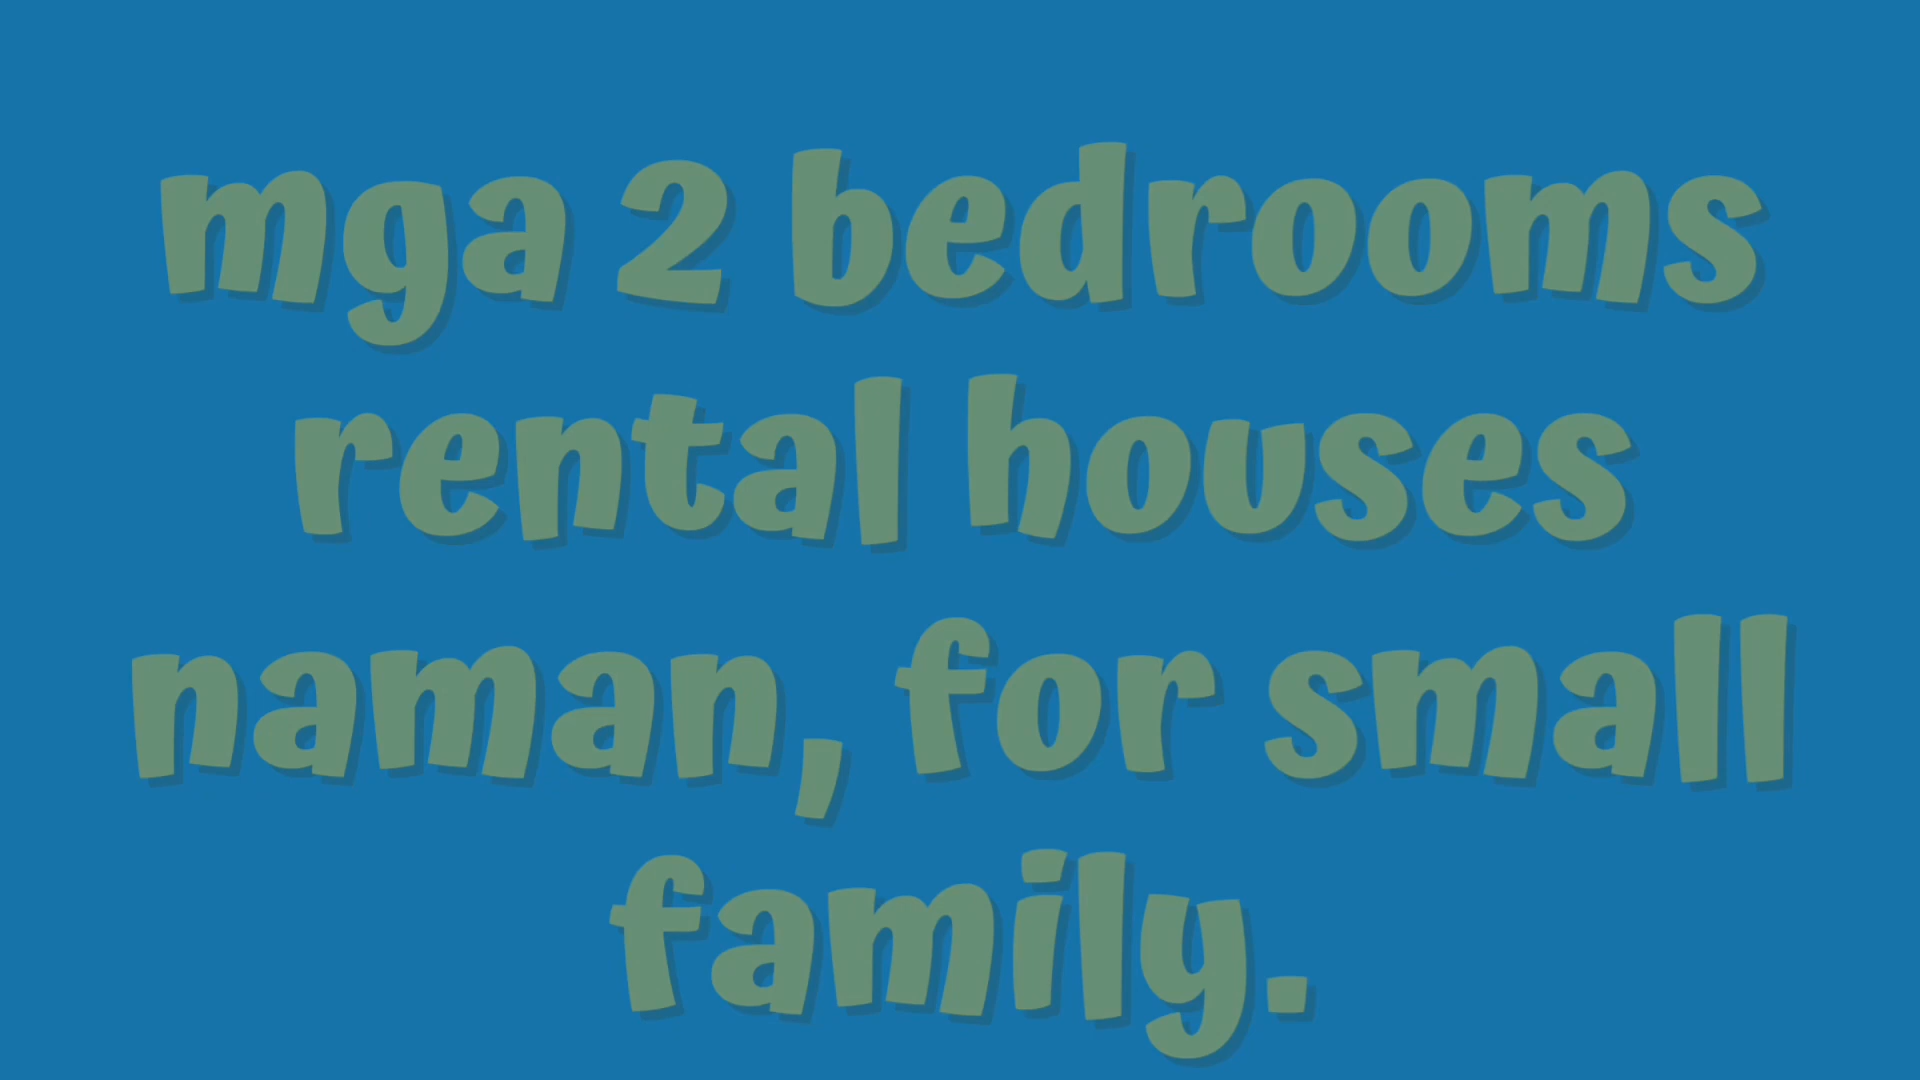 mga 2 bedrooms
rental houses
naman, for small
family.